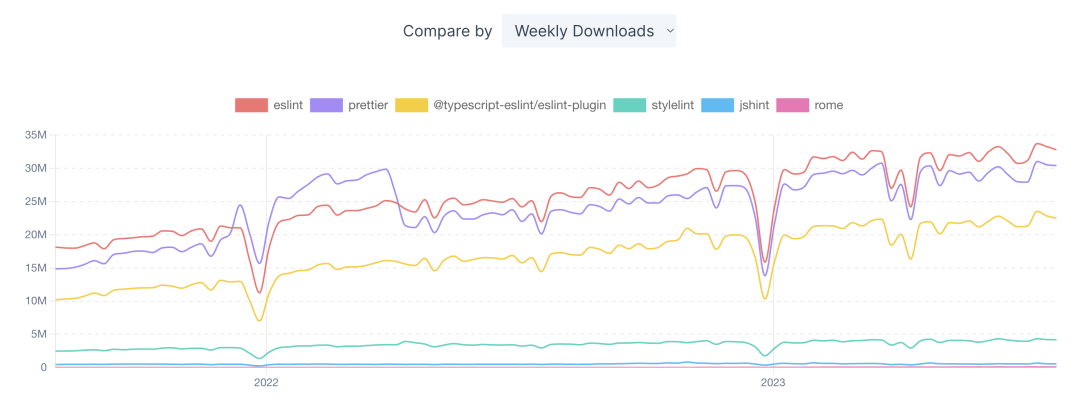 Compare by Weekly Downloads
eslint prettier @typescript-eslint/eslint-plugin stylelint jshint rome
35M
30M
25M
20M
15M
10M
5M
0
2022 2023